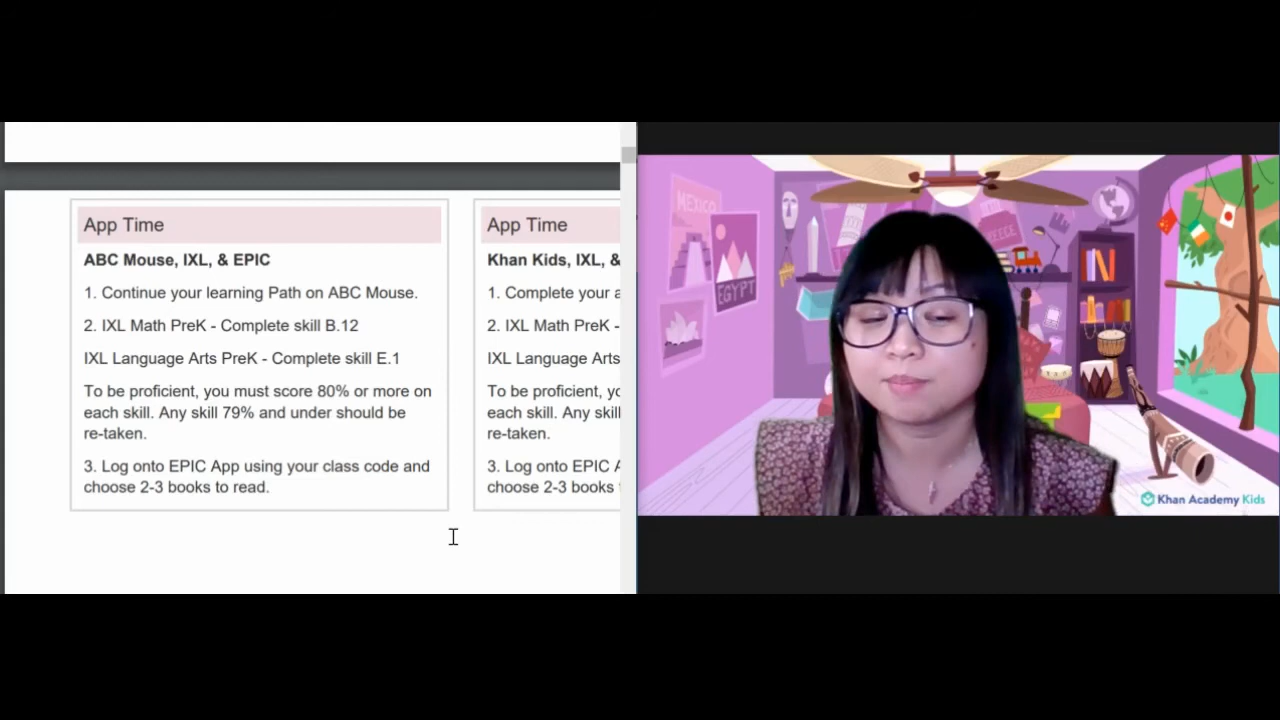 App Time
ABC Mouse, IXL, & EPIC
1. Continue your learning Path on ABC Mouse.
2. IXL Math PreK - Complete skill B.12
IXL Language Arts PreK - Complete skill E.1
To be proficient, you must score 80% or more on
each skill. Any skill 79% and under should be
re-taken.
3. Log onto EPIC App using your class code and
choose 2-3 books to read.
App Time
Khan Kids, IXL, &
1. Complete your a
2. IXL Math PreK -
IXL Language Arts
To be proficient, yo
each skill. Any skill
re-taken.
3. Log onto EPIC A
choose 2-3 books
MEXICO
EGYPT
GREECE
Khan Academy Kids